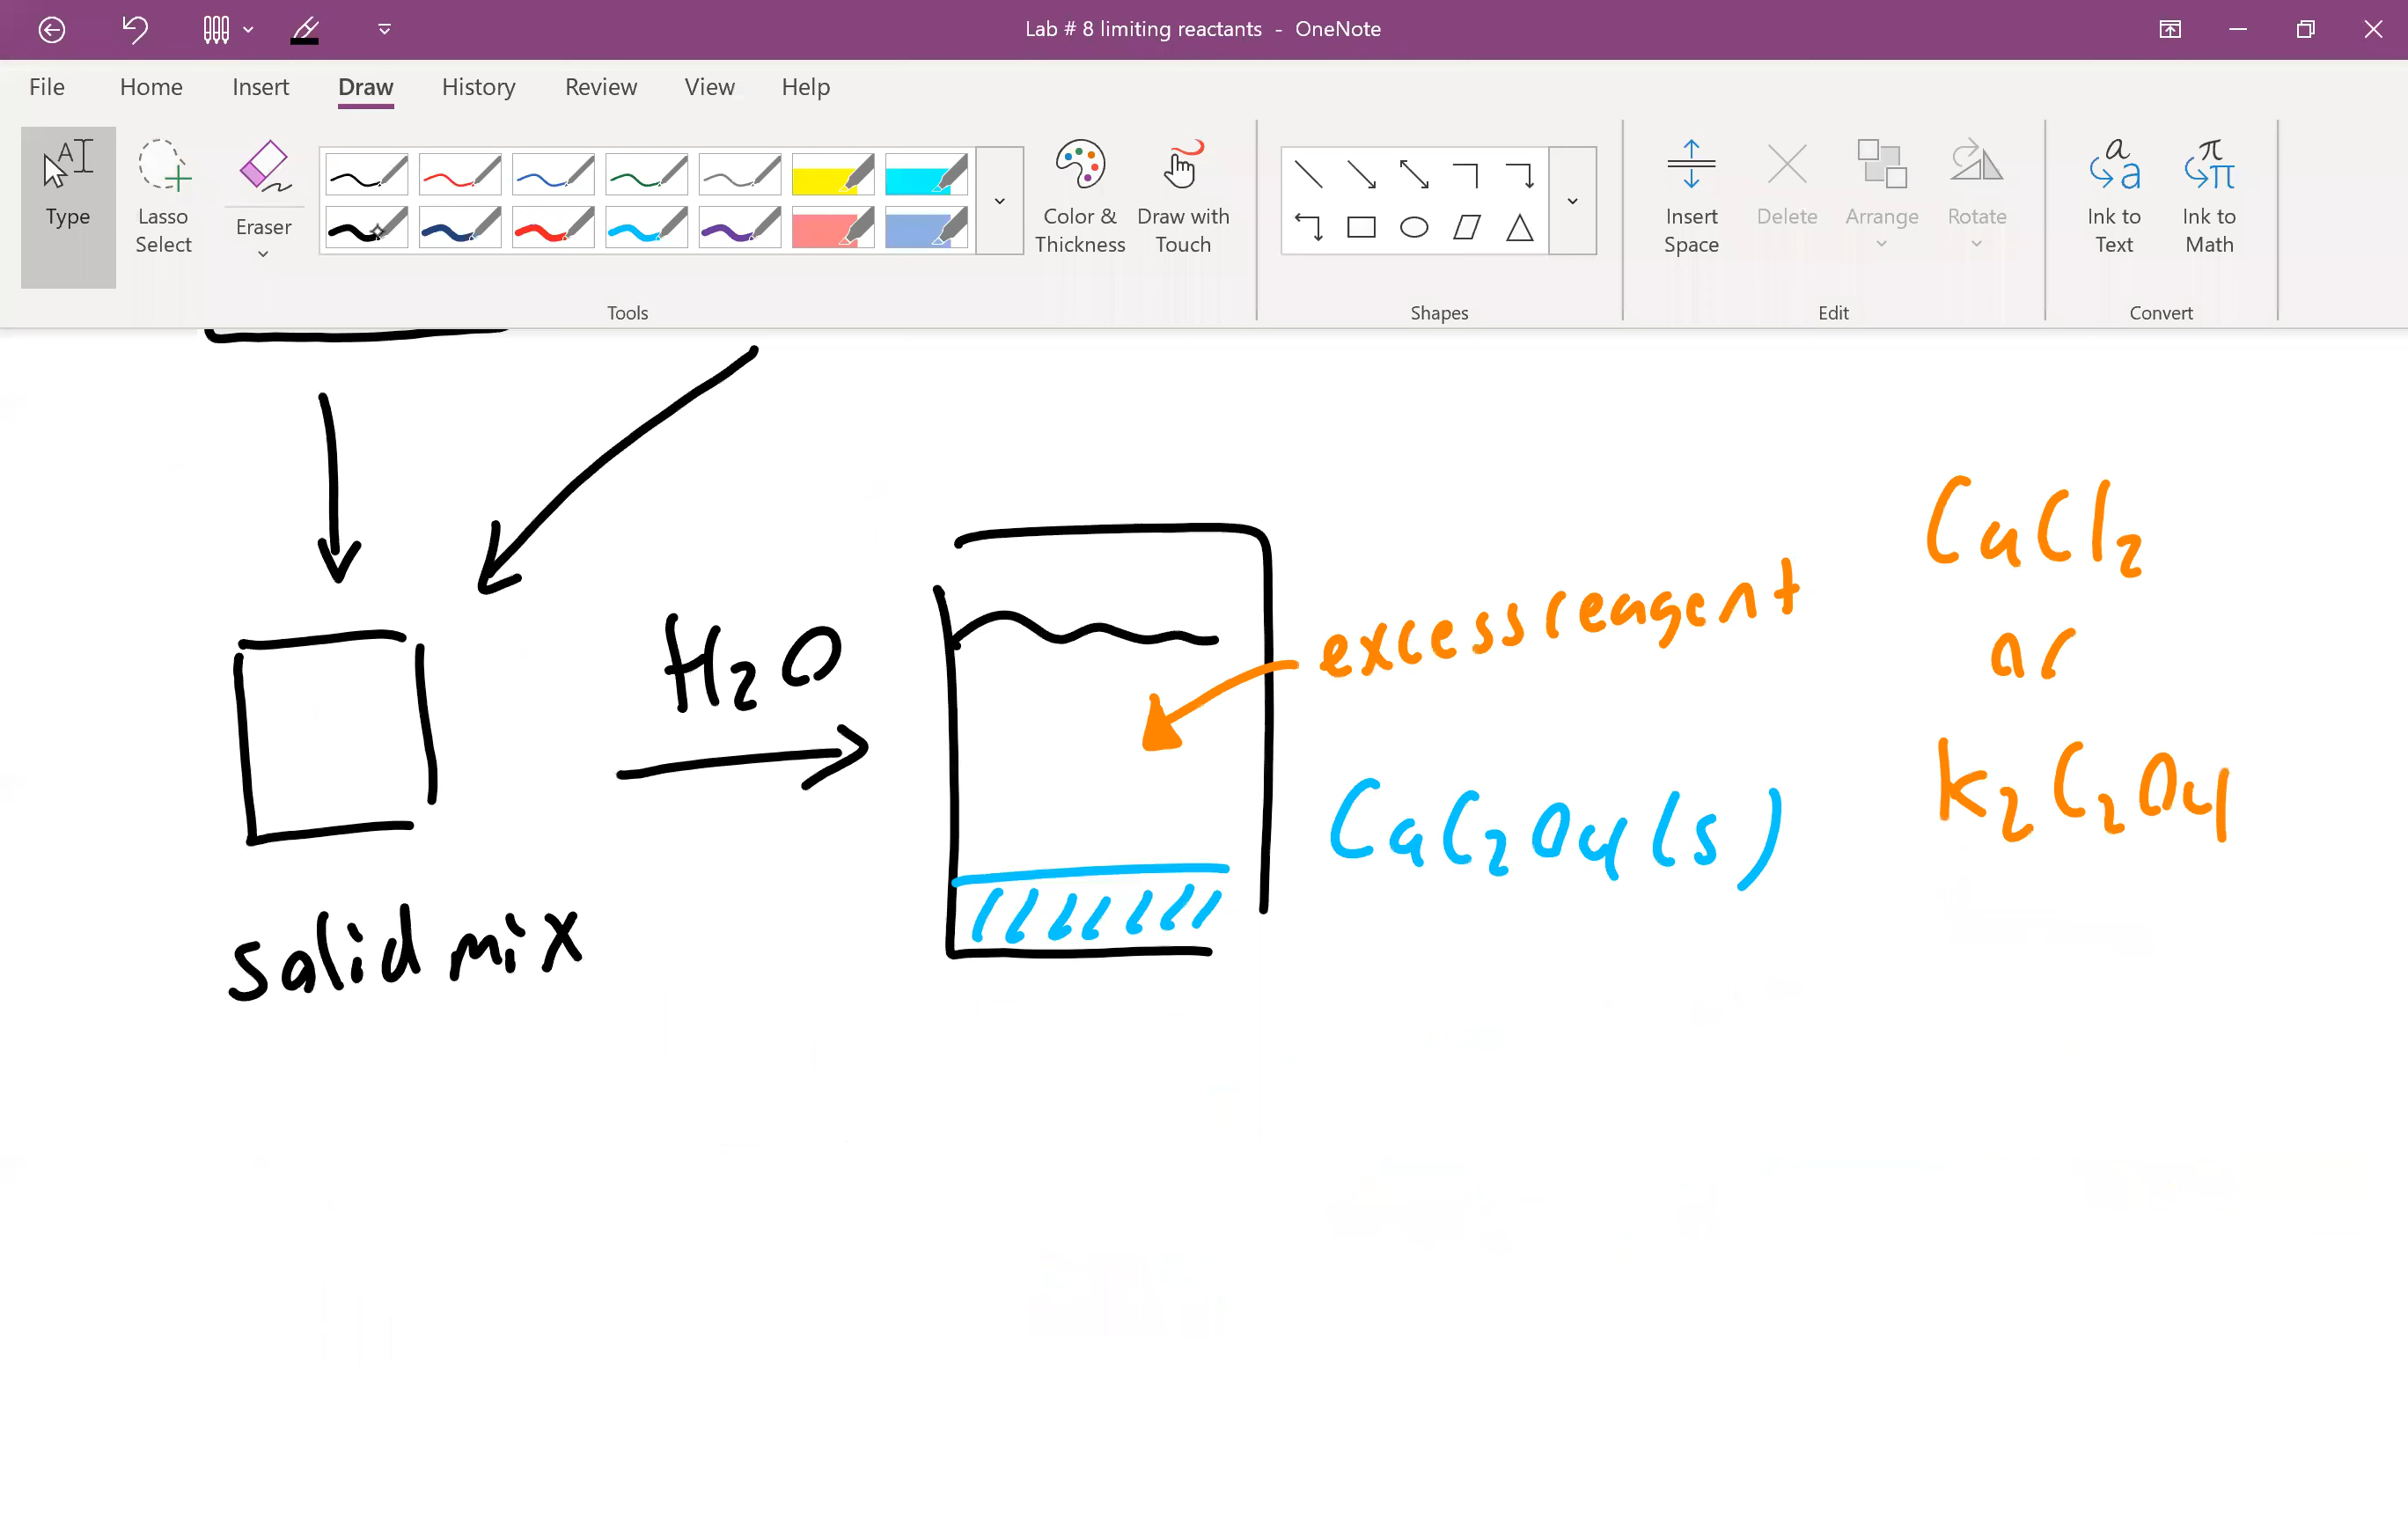 Lab # 8 limiting reactants - OneNote
File Home Insert Draw History Review View Help
Type
Lasso Select
Eraser
Color & Thickness
Draw with Touch
Insert Space
Delete
Arrange
Rotate
Ink to Text
Ink to Math
Tools
Shapes
Edit
Convert
H₂O
solid mix
excess reagent
CaC₂O₄(s)
CaCl₂
or
K₂C₂O₄